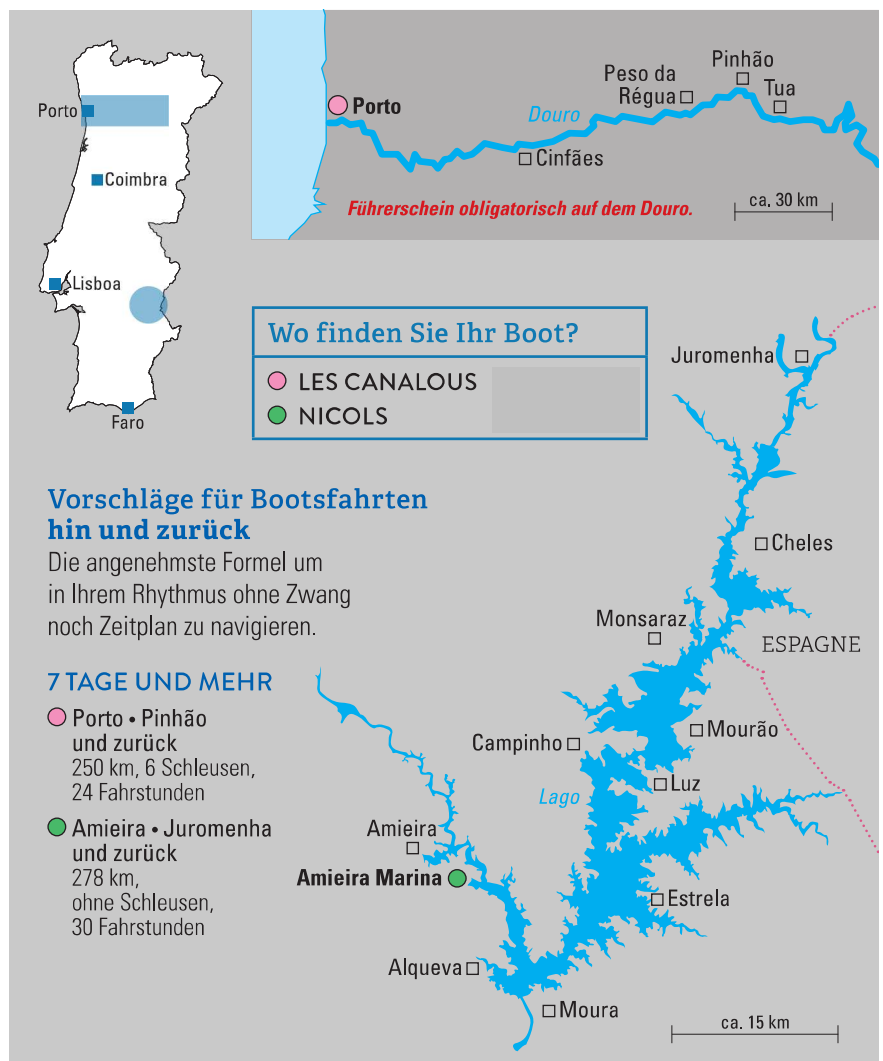 Porto
Coimbra
Lisboa
Faro
Porto
Douro
Cinfães
Peso da
Régua
Pinhão
Tua
Führerschein obligatorisch auf dem Douro.
ca. 30 km
Wo finden Sie Ihr Boot?
LES CANALOUS
NICOLS
Vorschläge für Bootsfahrten
hin und zurück
Die angenehmste Formel um
in Ihrem Rhythmus ohne Zwang
noch Zeitplan zu navigieren.
7 TAGE UND MEHR
Porto • Pinhão
und zurück
250 km, 6 Schleusen,
24 Fahrstunden
Amieira • Juromenha
und zurück
278 km,
ohne Schleusen,
30 Fahrstunden
Juromenha
Cheles
Monsaraz
ESPAGNE
Mourão
Campinho
Luz
Lago
Amieira
Amieira Marina
Estrela
Alqueva
Moura
ca. 15 km